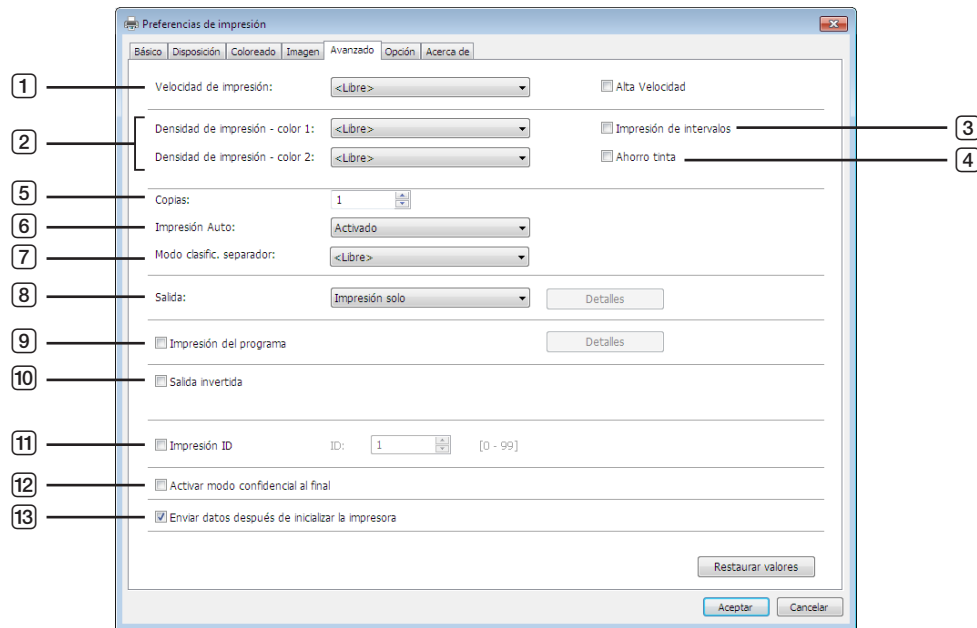 Preferencias de impresión
Básico Disposición Coloreado Imagen Avanzado Opción Acerca de
1 Velocidad de impresión: <Libre> Alta Velocidad
2 Densidad de impresión - color 1: <Libre> Impresión de intervalos 3
Densidad de impresión - color 2: <Libre> Ahorro tinta 4
5 Copias: 1
6 Impresión Auto: Activado
7 Modo clasific. separador: <Libre>
8 Salida: Impresión solo Detalles
9 Impresión del programa Detalles
10 Salida invertida
11 Impresión ID ID: 1 [0 - 99]
12 Activar modo confidencial al final
13 Enviar datos después de inicializar la impresora
Restaurar valores
Aceptar Cancelar